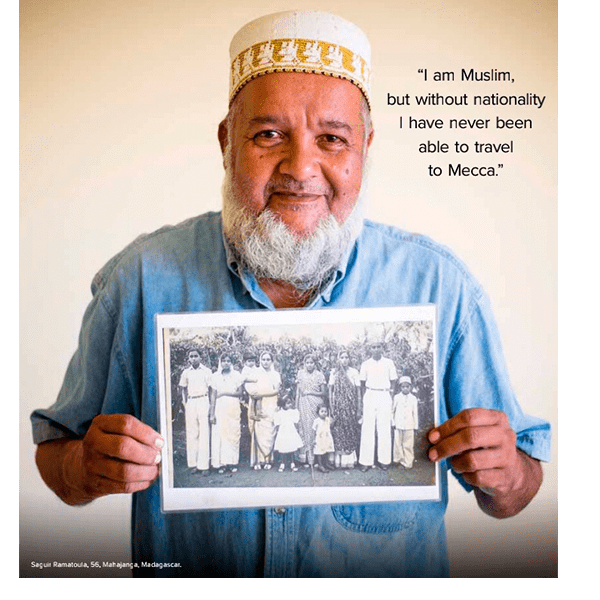 “I am Muslim,
but without nationality
I have never been
able to travel
to Mecca.”
Saguir Ramatoula, 56, Mahajanga, Madagascar.